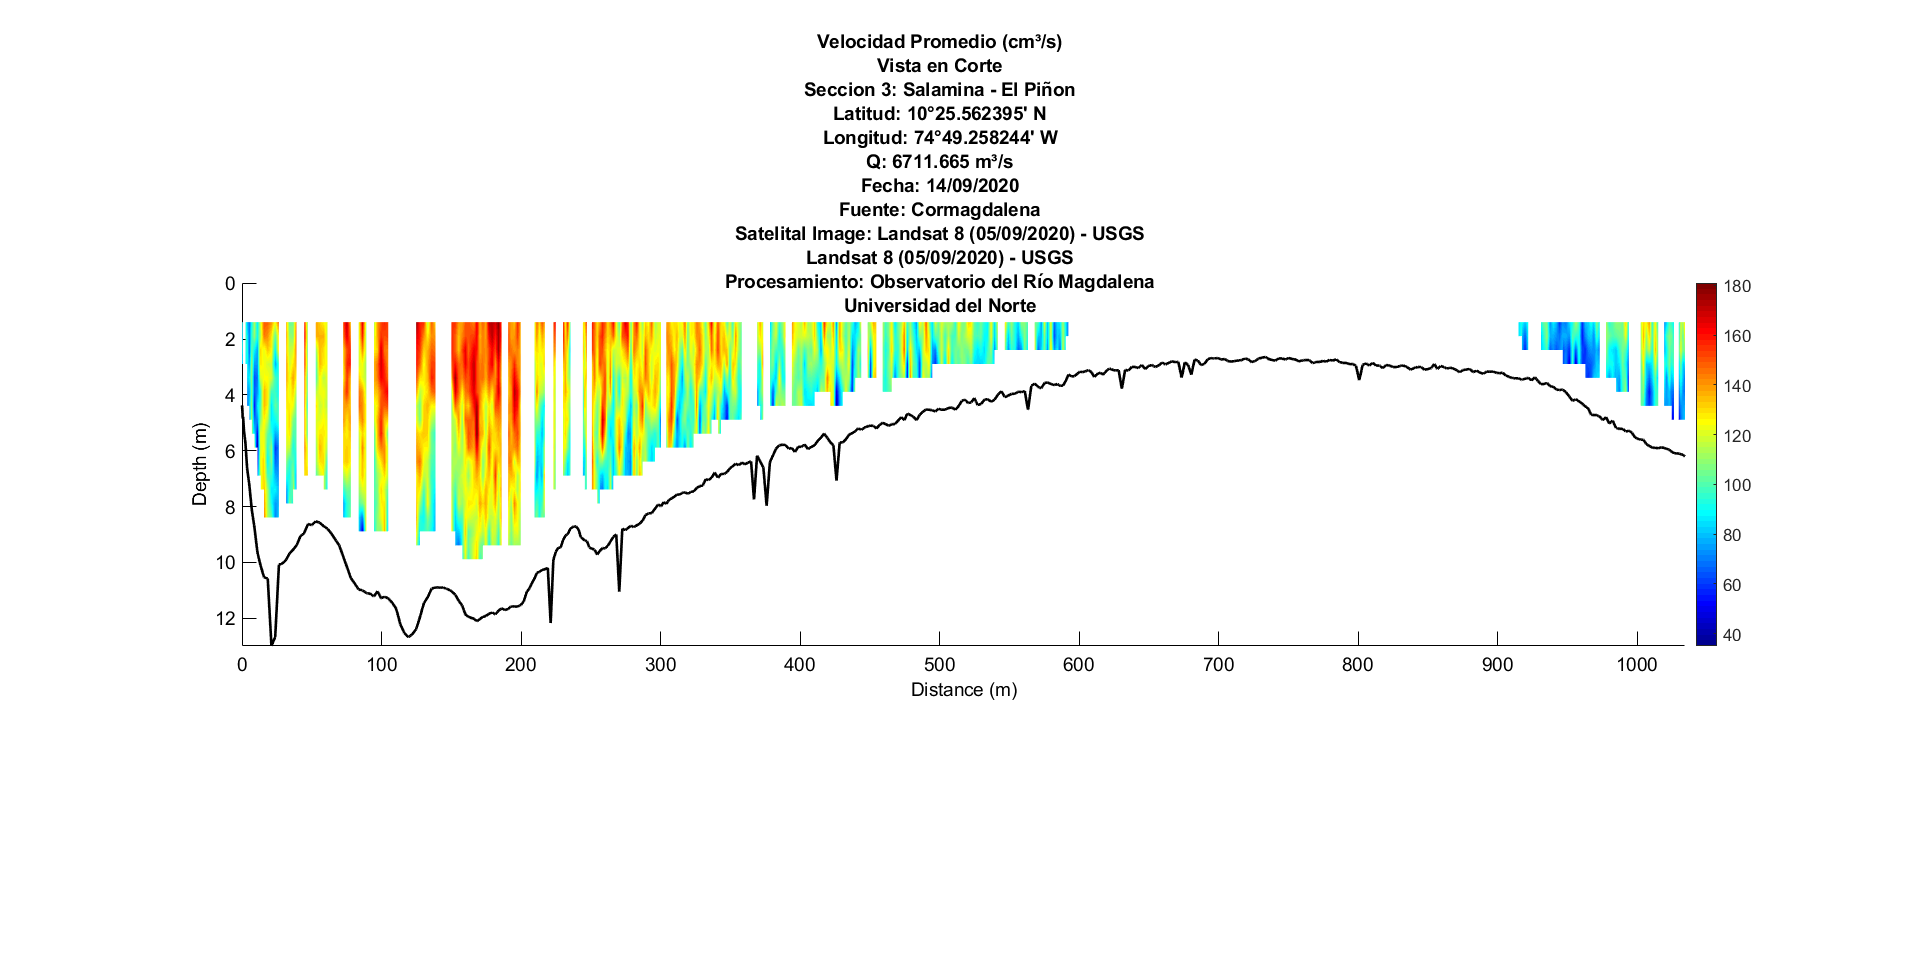 Velocidad Promedio (cm³/s)
Vista en Corte
Seccion 3: Salamina - El Piñon
Latitud: 10°25.562395' N
Longitud: 74°49.258244' W
Q: 6711.665 m³/s
Fecha: 14/09/2020
Fuente: Cormagdalena
Satelital Image: Landsat 8 (05/09/2020) - USGS
Landsat 8 (05/09/2020) - USGS
Procesamiento: Observatorio del Río Magdalena
Universidad del Norte
0
2
4
6
8
10
12
Depth (m)
0 100 200 300 400 500 600 700 800 900 1000
Distance (m)
180
160
140
120
100
80
60
40